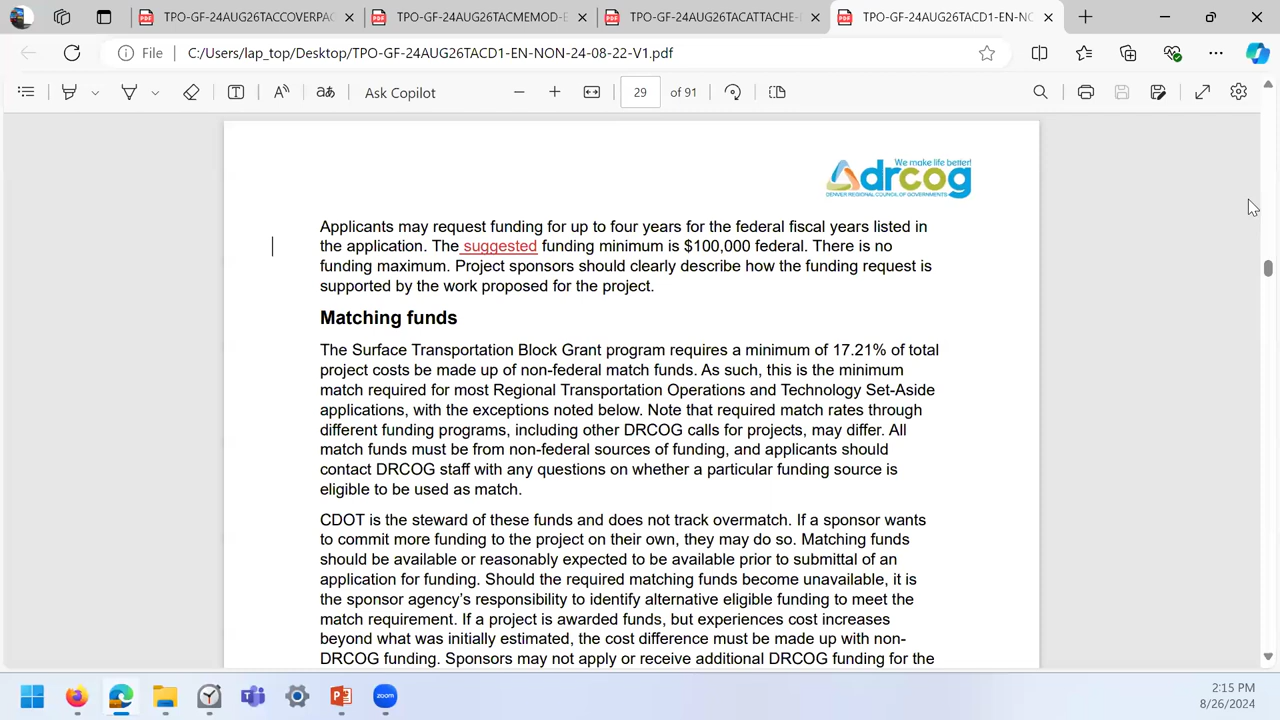 TPO-GF-24AUG26TACCOVERPAC
TPO-GF-24AUG26TACMEMOD-E
TPO-GF-24AUG26TACATTACHE-
TPO-GF-24AUG26TACD1-EN-NO
File C:/Users/lap_top/Desktop/TPO-GF-24AUG26TACD1-EN-NON-24-08-22-V1.pdf
Ask Copilot 29 of 91
We make life better!
drcog
DENVER REGIONAL COUNCIL OF GOVERNMENTS
Applicants may request funding for up to four years for the federal fiscal years listed in
the application. The suggested funding minimum is $100,000 federal. There is no
funding maximum. Project sponsors should clearly describe how the funding request is
supported by the work proposed for the project.
Matching funds
The Surface Transportation Block Grant program requires a minimum of 17.21% of total
project costs be made up of non-federal match funds. As such, this is the minimum
match required for most Regional Transportation Operations and Technology Set-Aside
applications, with the exceptions noted below. Note that required match rates through
different funding programs, including other DRCOG calls for projects, may differ. All
match funds must be from non-federal sources of funding, and applicants should
contact DRCOG staff with any questions on whether a particular funding source is
eligible to be used as match.
CDOT is the steward of these funds and does not track overmatch. If a sponsor wants
to commit more funding to the project on their own, they may do so. Matching funds
should be available or reasonably expected to be available prior to submittal of an
application for funding. Should the required matching funds become unavailable, it is
the sponsor agency's responsibility to identify alternative eligible funding to meet the
match requirement. If a project is awarded funds, but experiences cost increases
beyond what was initially estimated, the cost difference must be made up with non-
DRCOG funding. Sponsors may not apply or receive additional DRCOG funding for the
zoom
2:15 PM
8/26/2024